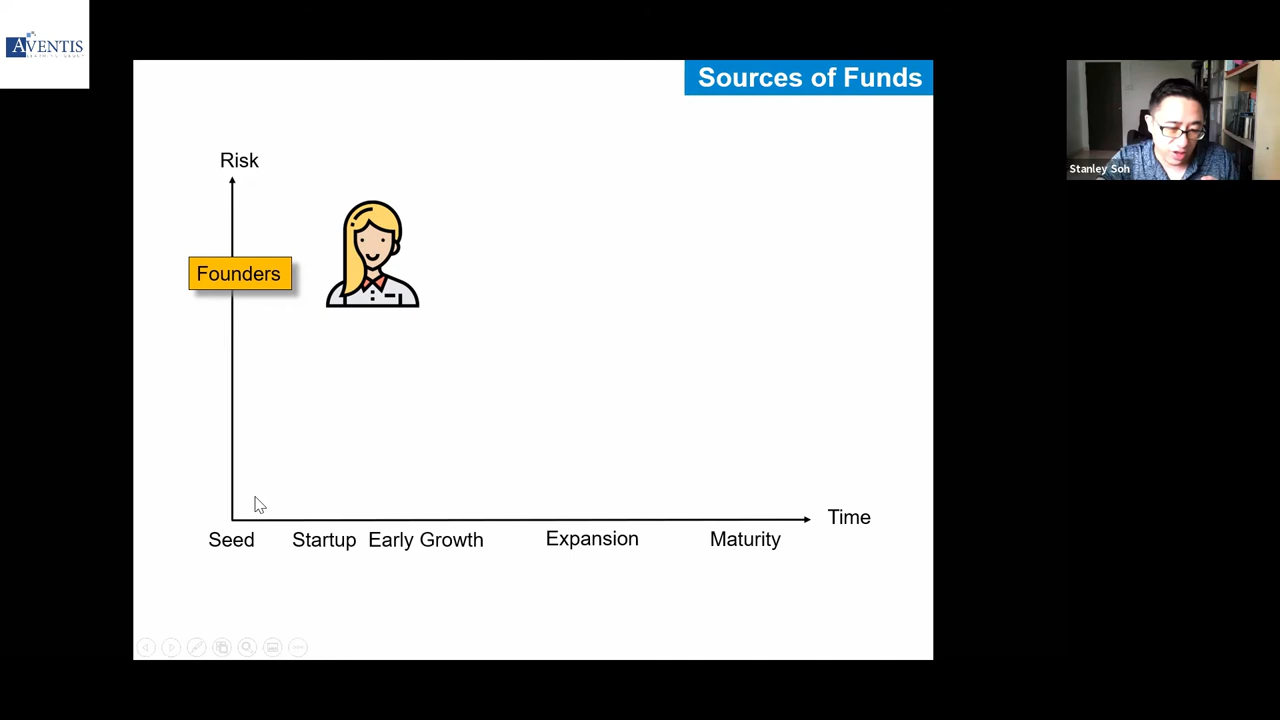 AVENTIS
Sources of Funds
Stanley Soh
Risk
Founders
Time
Seed
Startup
Early Growth
Expansion
Maturity